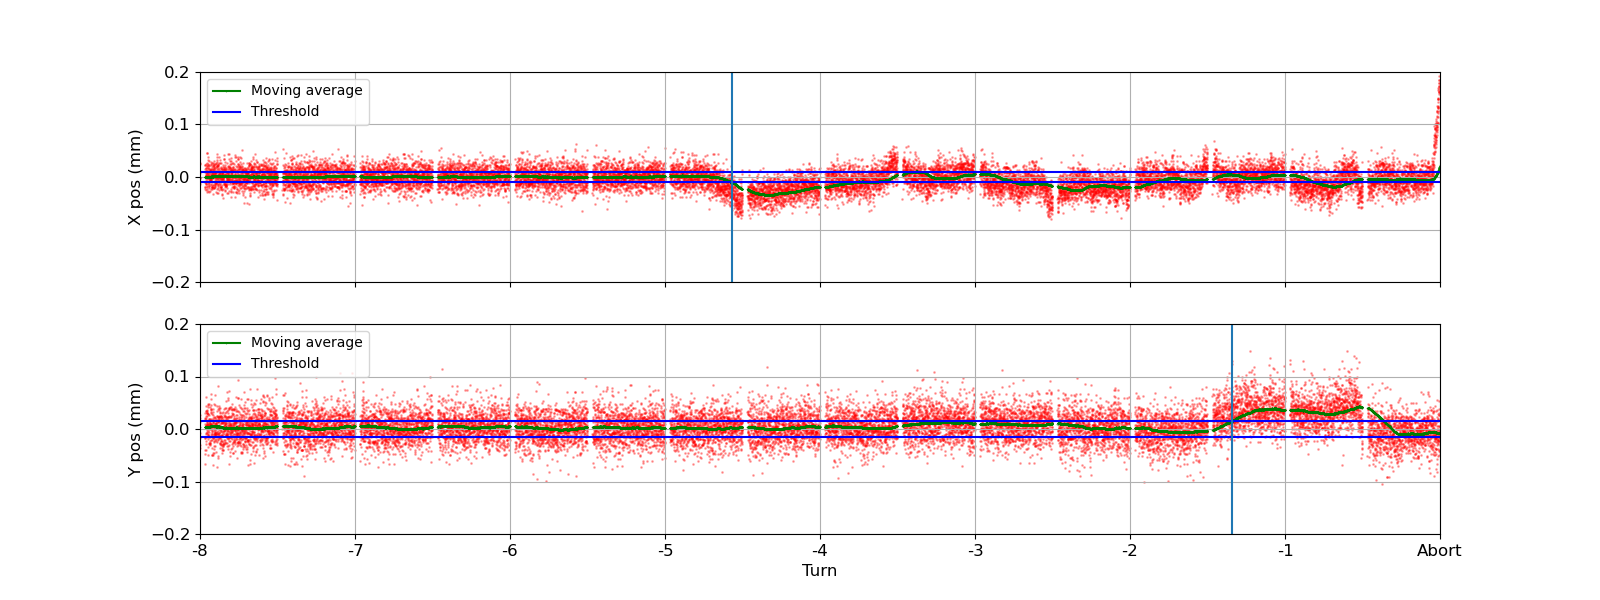 0.2
0.1
0.0
−0.1
−0.2
X pos (mm)
Moving average
Threshold
0.2
0.1
0.0
−0.1
−0.2
Y pos (mm)
Moving average
Threshold
-8 -7 -6 -5 -4 -3 -2 -1 Abort
Turn